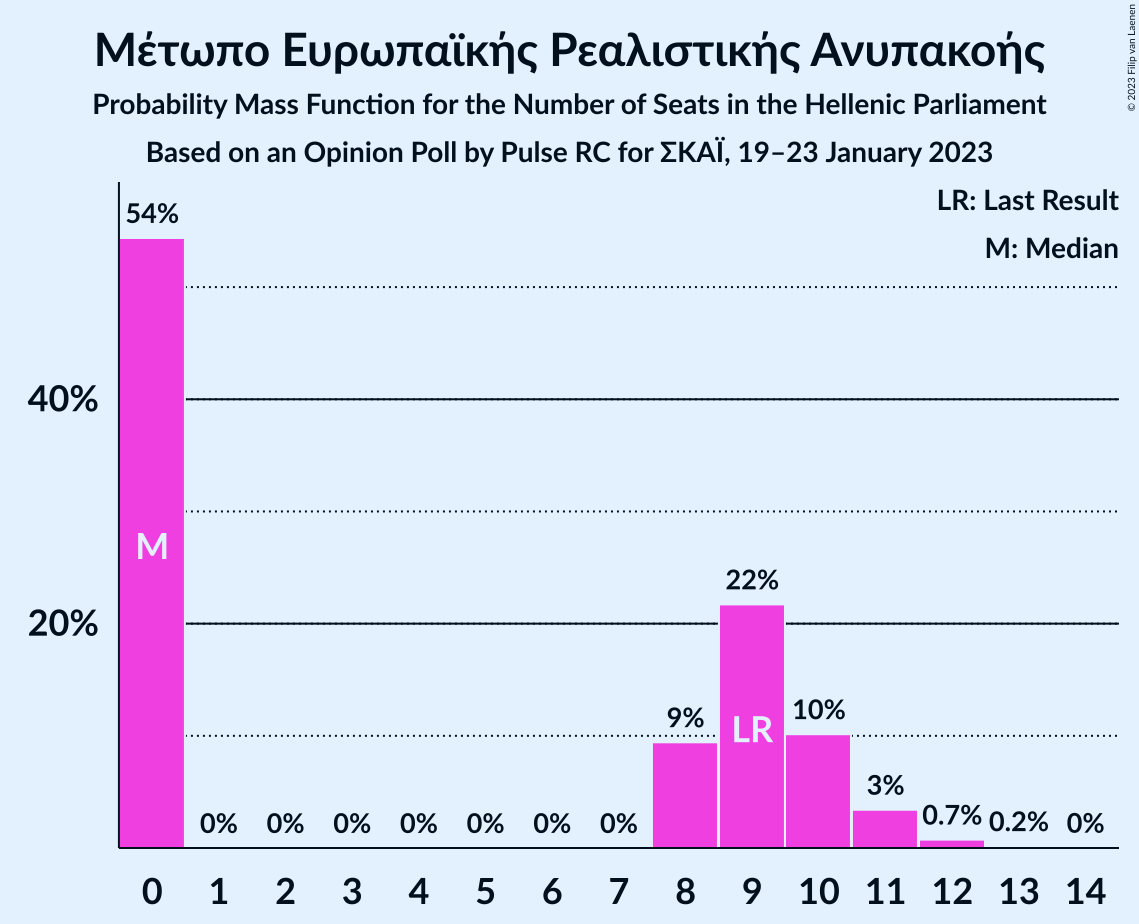 Μέτωπο Ευρωπαϊκής Ρεαλιστικής Ανυπακοής
Probability Mass Function for the Number of Seats in the Hellenic Parliament
Based on an Opinion Poll by Pulse RC for ΣΚΑΪ, 19–23 January 2023
© 2023 Filip van Laenen
LR: Last Result
M: Median
54%
40%
M
22%
20%
9%
LR
10%
3%
0% 0% 0% 0% 0% 0% 0% 0.7% 0.2% 0%
0 1 2 3 4 5 6 7 8 9 10 11 12 13 14